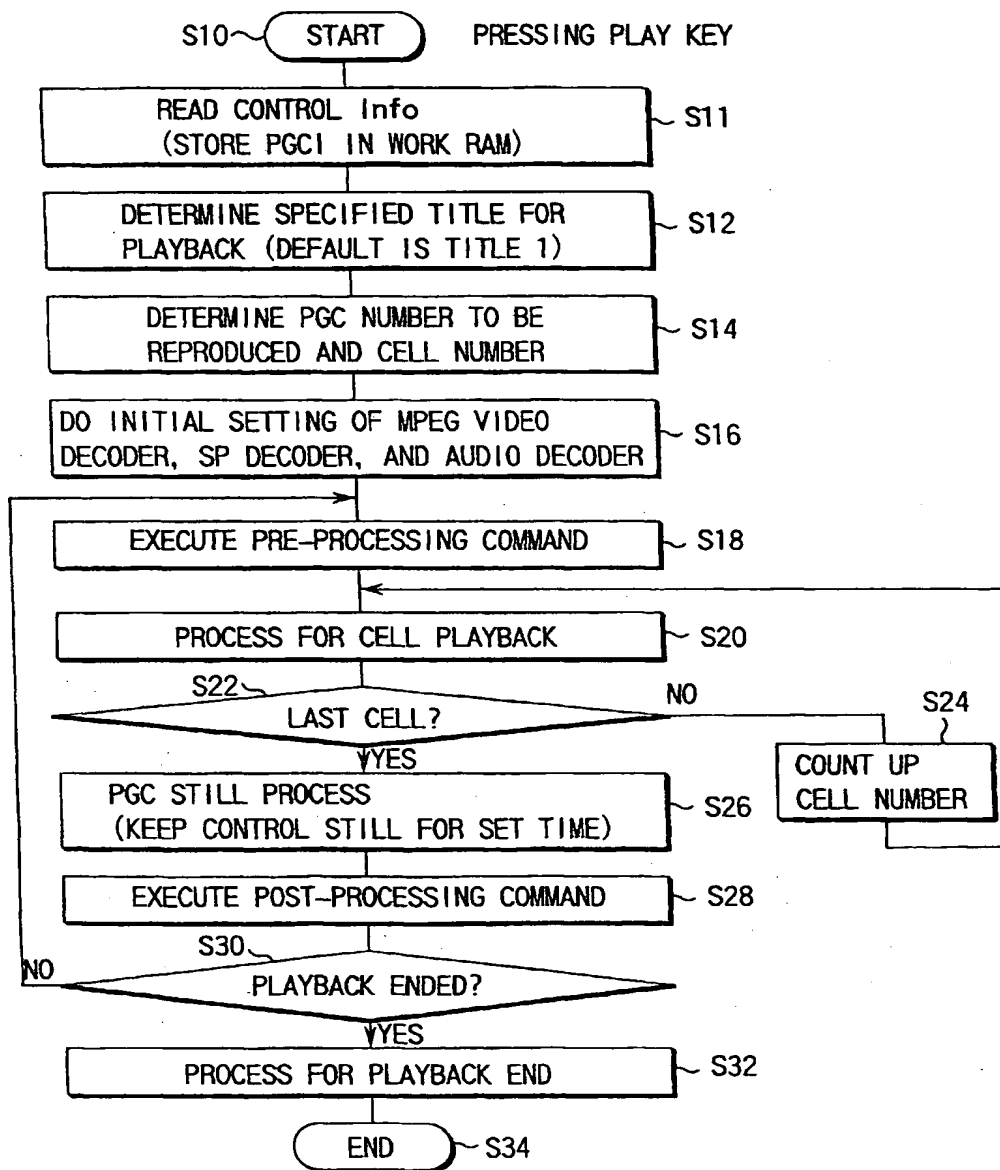 S10 START PRESSING PLAY KEY
READ CONTROL Info
(STORE PGCI IN WORK RAM)
S11
DETERMINE SPECIFIED TITLE FOR
PLAYBACK (DEFAULT IS TITLE 1)
S12
DETERMINE PGC NUMBER TO BE
REPRODUCED AND CELL NUMBER
S14
DO INITIAL SETTING OF MPEG VIDEO
DECODER, SP DECODER, AND AUDIO DECODER
S16
EXECUTE PRE-PROCESSING COMMAND
S18
PROCESS FOR CELL PLAYBACK
S20
S22
LAST CELL?
NO
YES
S24
COUNT UP
CELL NUMBER
PGC STILL PROCESS
(KEEP CONTROL STILL FOR SET TIME)
S26
EXECUTE POST-PROCESSING COMMAND
S28
S30
NO
PLAYBACK ENDED?
YES
PROCESS FOR PLAYBACK END
S32
END
S34